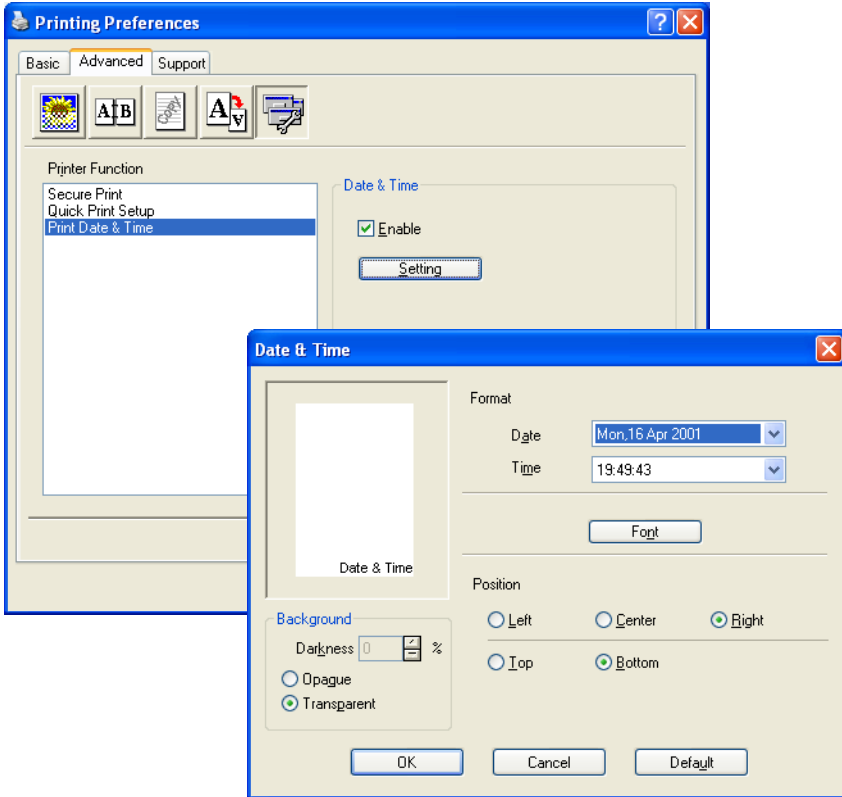 Printing Preferences
Basic Advanced Support
A B Copy A A
Printer Function
Secure Print
Quick Print Setup
Print Date & Time
Date & Time
Enable
Setting
Date & Time
Date & Time
Format
Date Mon,16 Apr 2001
Time 19:49:43
Font
Position
Left Center Right
Top Bottom
Background
Darkness 0 %
Opague
Transparent
OK Cancel Default